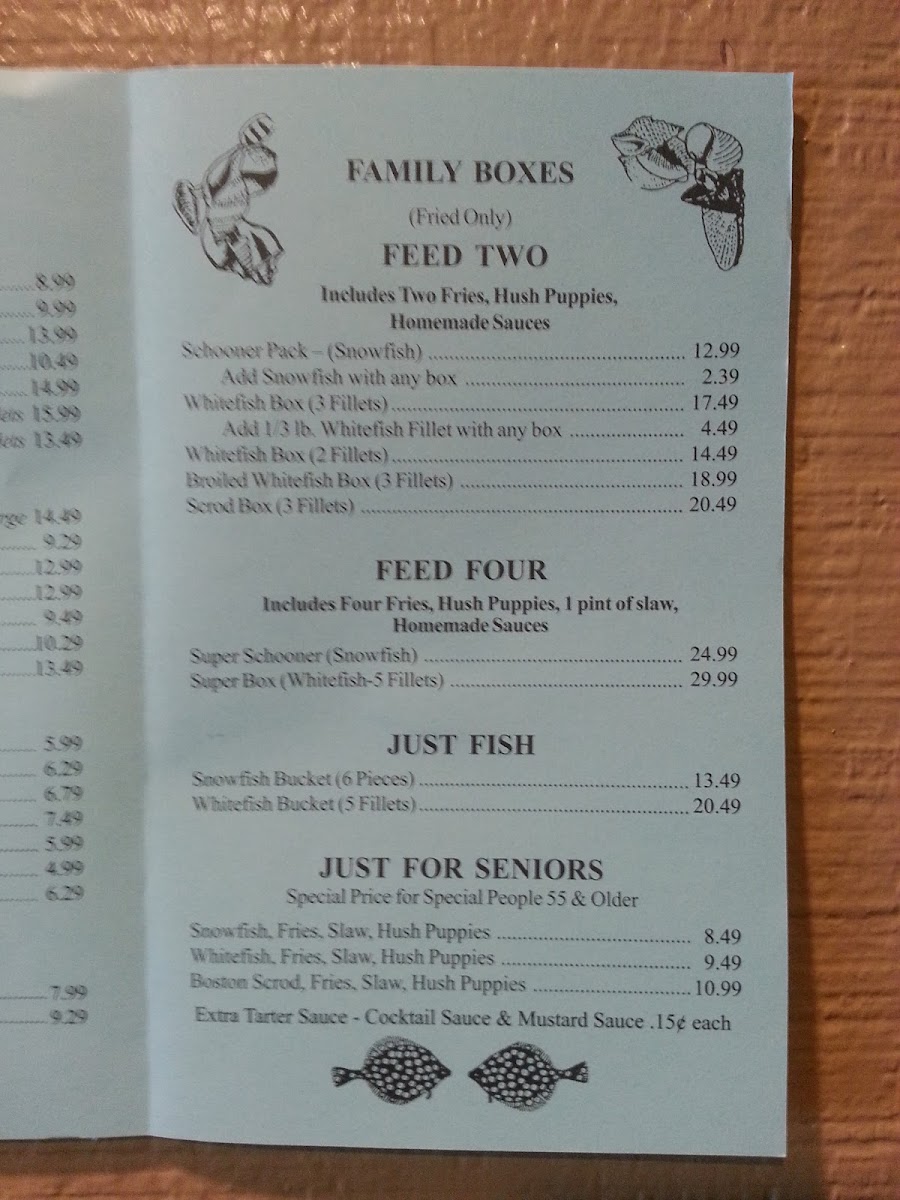 8.99
9.99
13.99
10.49
14.99
15.99
13.49
14.49
9.29
12.99
12.99
9.49
10.29
13.49
5.99
6.29
6.79
7.49
5.99
4.99
6.29
7.99
9.29
FAMILY BOXES
(Fried Only)
FEED TWO
Includes Two Fries, Hush Puppies,
Homemade Sauces
Schooner Pack – (Snowfish) 12.99
Add Snowfish with any box 2.39
Whitefish Box (3 Fillets) 17.49
Add 1/3 lb. Whitefish Fillet with any box 4.49
Whitefish Box (2 Fillets) 14.49
Broiled Whitefish Box (3 Fillets) 18.99
Scrod Box (3 Fillets) 20.49
FEED FOUR
Includes Four Fries, Hush Puppies, 1 pint of slaw,
Homemade Sauces
Super Schooner (Snowfish) 24.99
Super Box (Whitefish-5 Fillets) 29.99
JUST FISH
Snowfish Bucket (6 Pieces) 13.49
Whitefish Bucket (5 Fillets) 20.49
JUST FOR SENIORS
Special Price for Special People 55 & Older
Snowfish, Fries, Slaw, Hush Puppies 8.49
Whitefish, Fries, Slaw, Hush Puppies 9.49
Boston Scrod, Fries, Slaw, Hush Puppies 10.99
Extra Tarter Sauce - Cocktail Sauce & Mustard Sauce .15¢ each